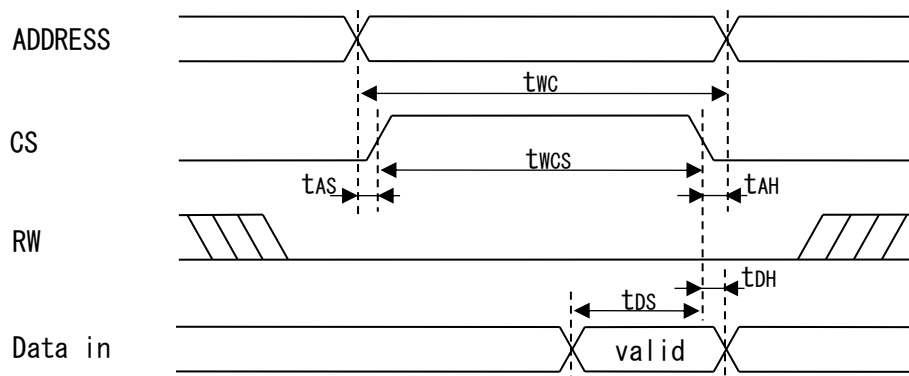 ADDRESS
tWC
CS
tWCS
tAS
tAH
RW
tDH
tDS
Data in
valid